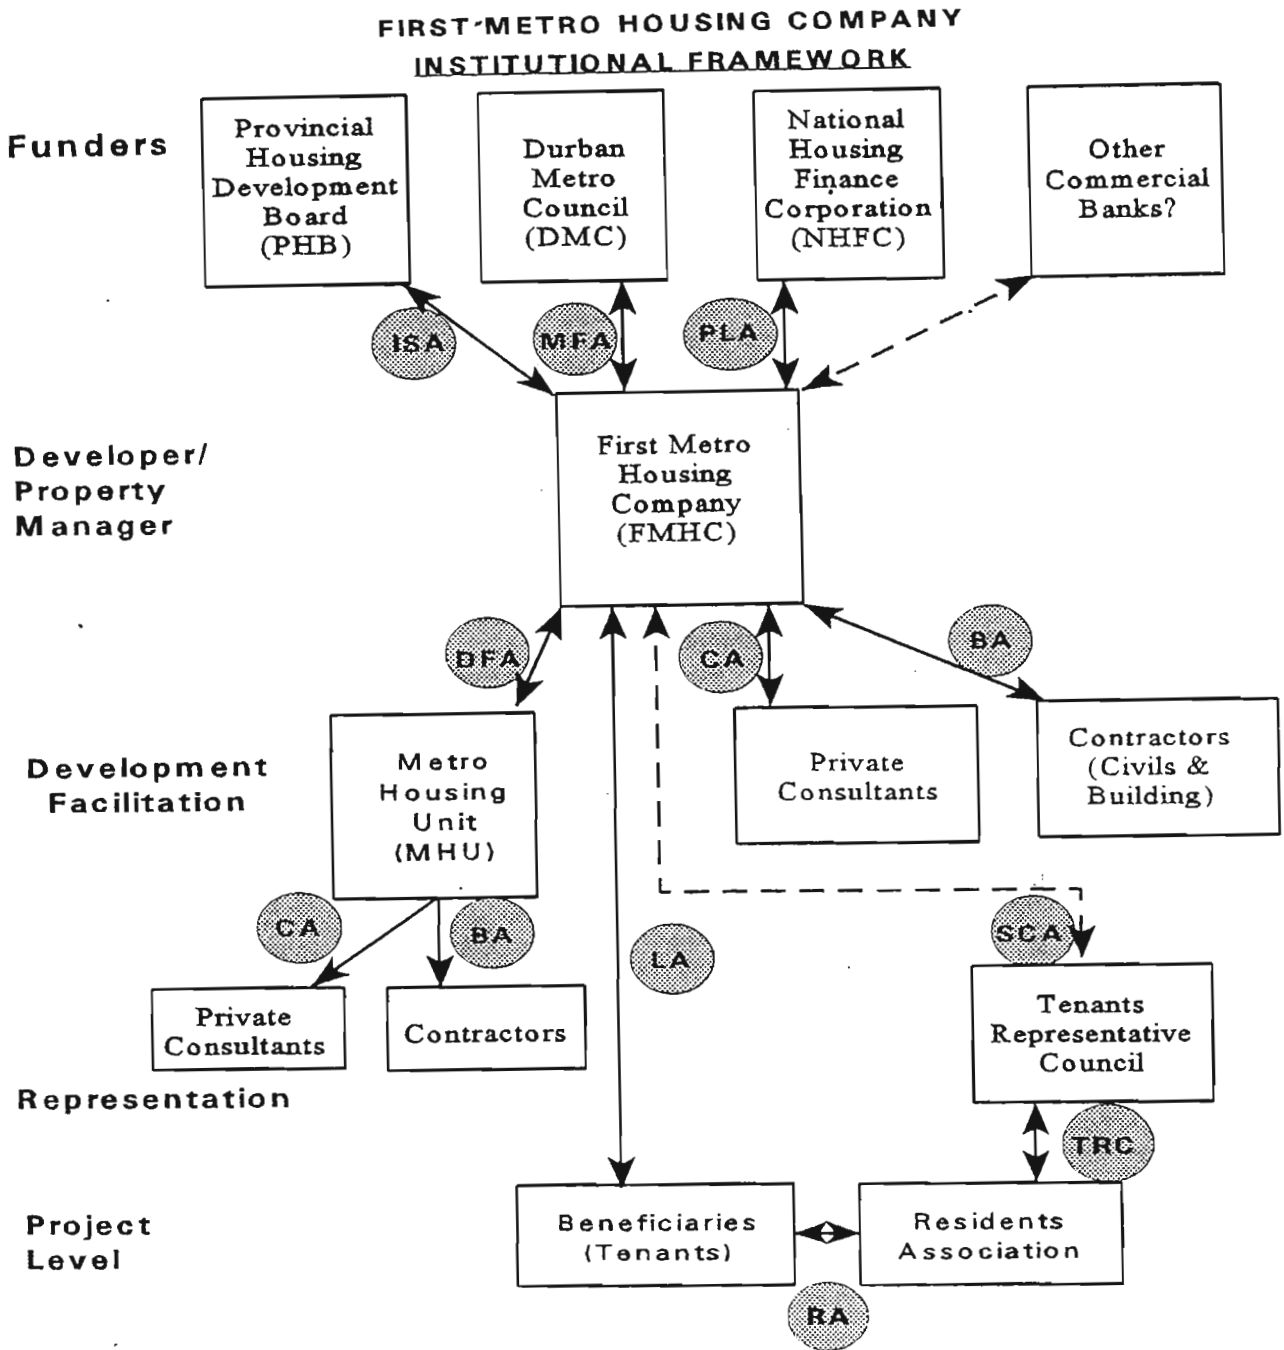 FIRST-METRO HOUSING COMPANY
INSTITUTIONAL FRAMEWORK
Funders
Provincial
Housing
Development
Board
(PHB)
Durban
Metro
Council
(DMC)
National
Housing
Finance
Corporation
(NHFC)
Other
Commercial
Banks?
ISA
MFA
PLA
Developer/
Property
Manager
First Metro
Housing
Company
(FMHC)
DFA
CA
BA
Development
Facilitation
Metro
Housing
Unit
(MHU)
Private
Consultants
Contractors
(Civils &
Building)
CA
BA
LA
SCA
Private
Consultants
Contractors
Tenants
Representative
Council
Representation
TRC
Project
Level
Beneficiaries
(Tenants)
Residents
Association
RA